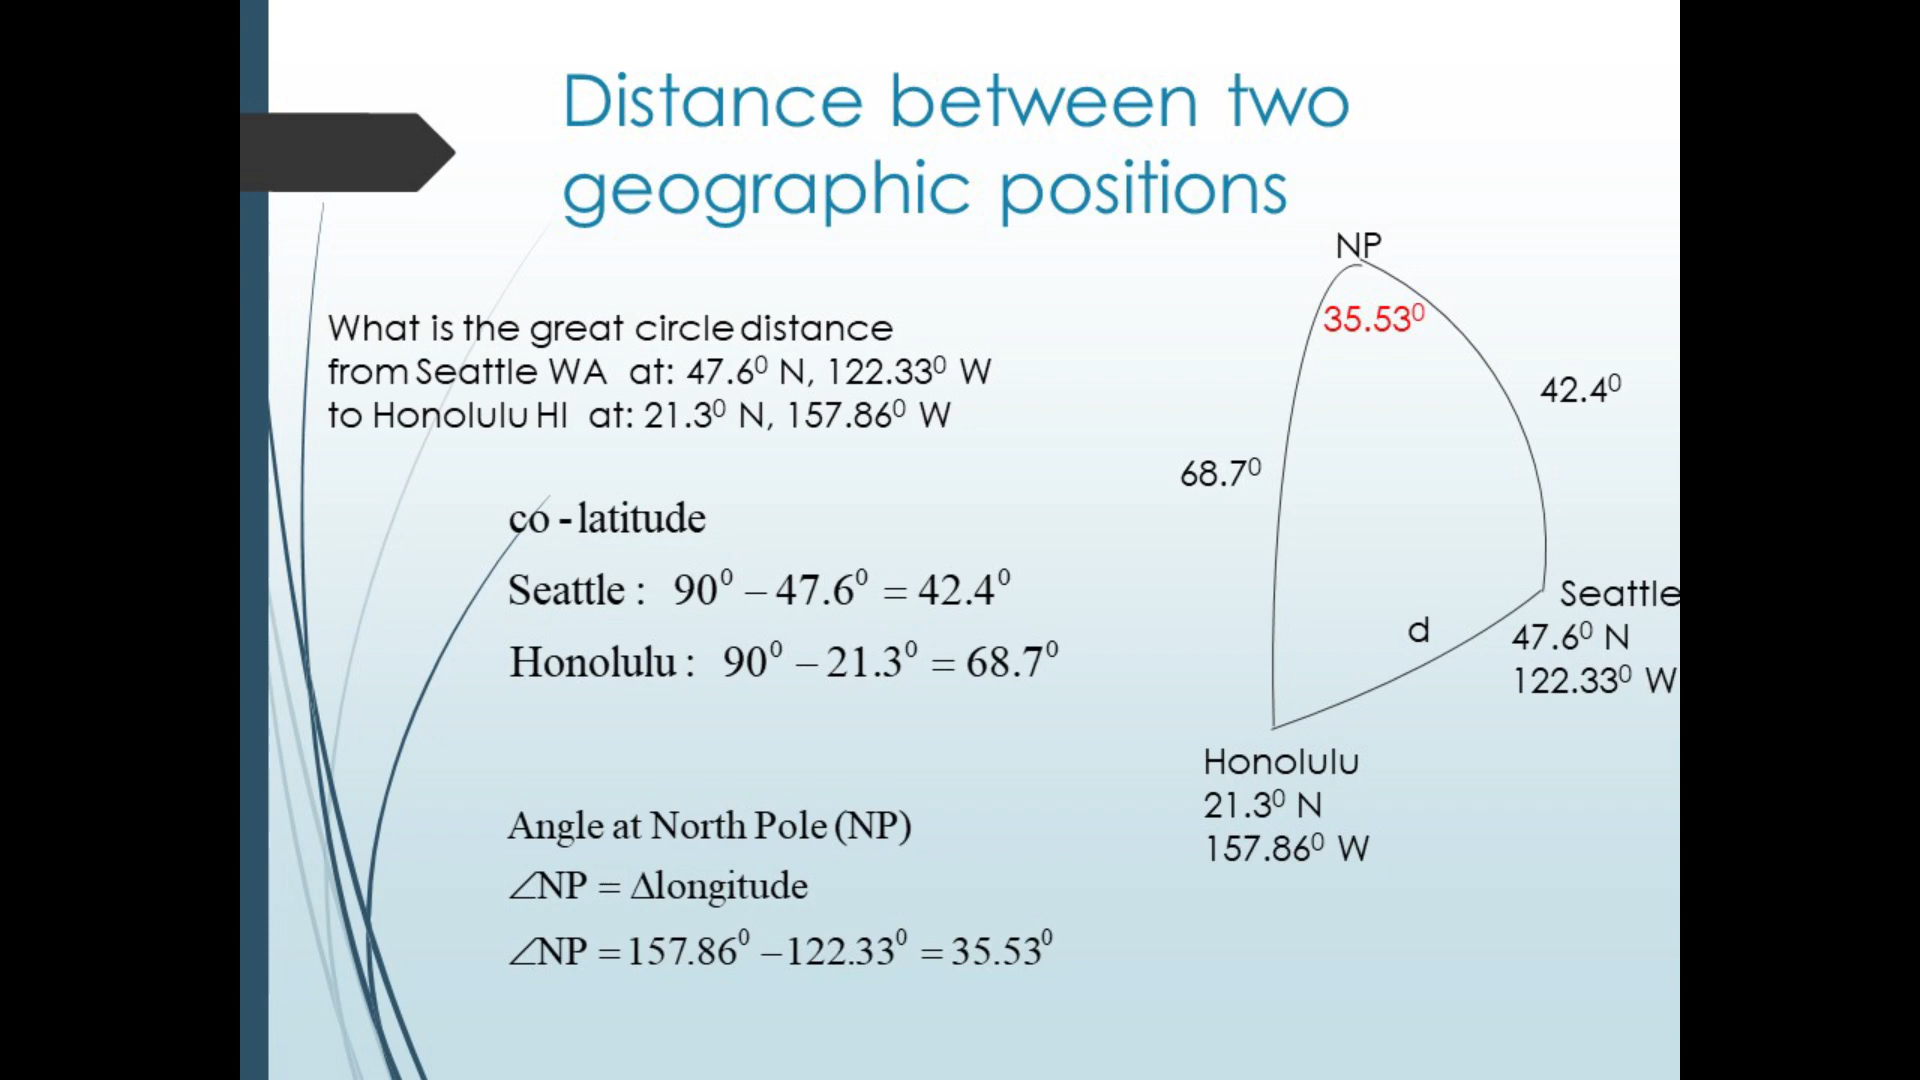 Distance between two
geographic positions
What is the great circle distance
from Seattle WA at: 47.6⁰ N, 122.33⁰ W
to Honolulu HI at: 21.3⁰ N, 157.86⁰ W
co-latitude
Seattle: 90⁰ – 47.6⁰ = 42.4⁰
Honolulu: 90⁰ – 21.3⁰ = 68.7⁰
Angle at North Pole (NP)
∠NP = Δlongitude
∠NP = 157.86⁰ – 122.33⁰ = 35.53⁰
NP
35.53⁰
42.4⁰
68.7⁰
d
Seattle
47.6⁰ N
122.33⁰ W
Honolulu
21.3⁰ N
157.86⁰ W